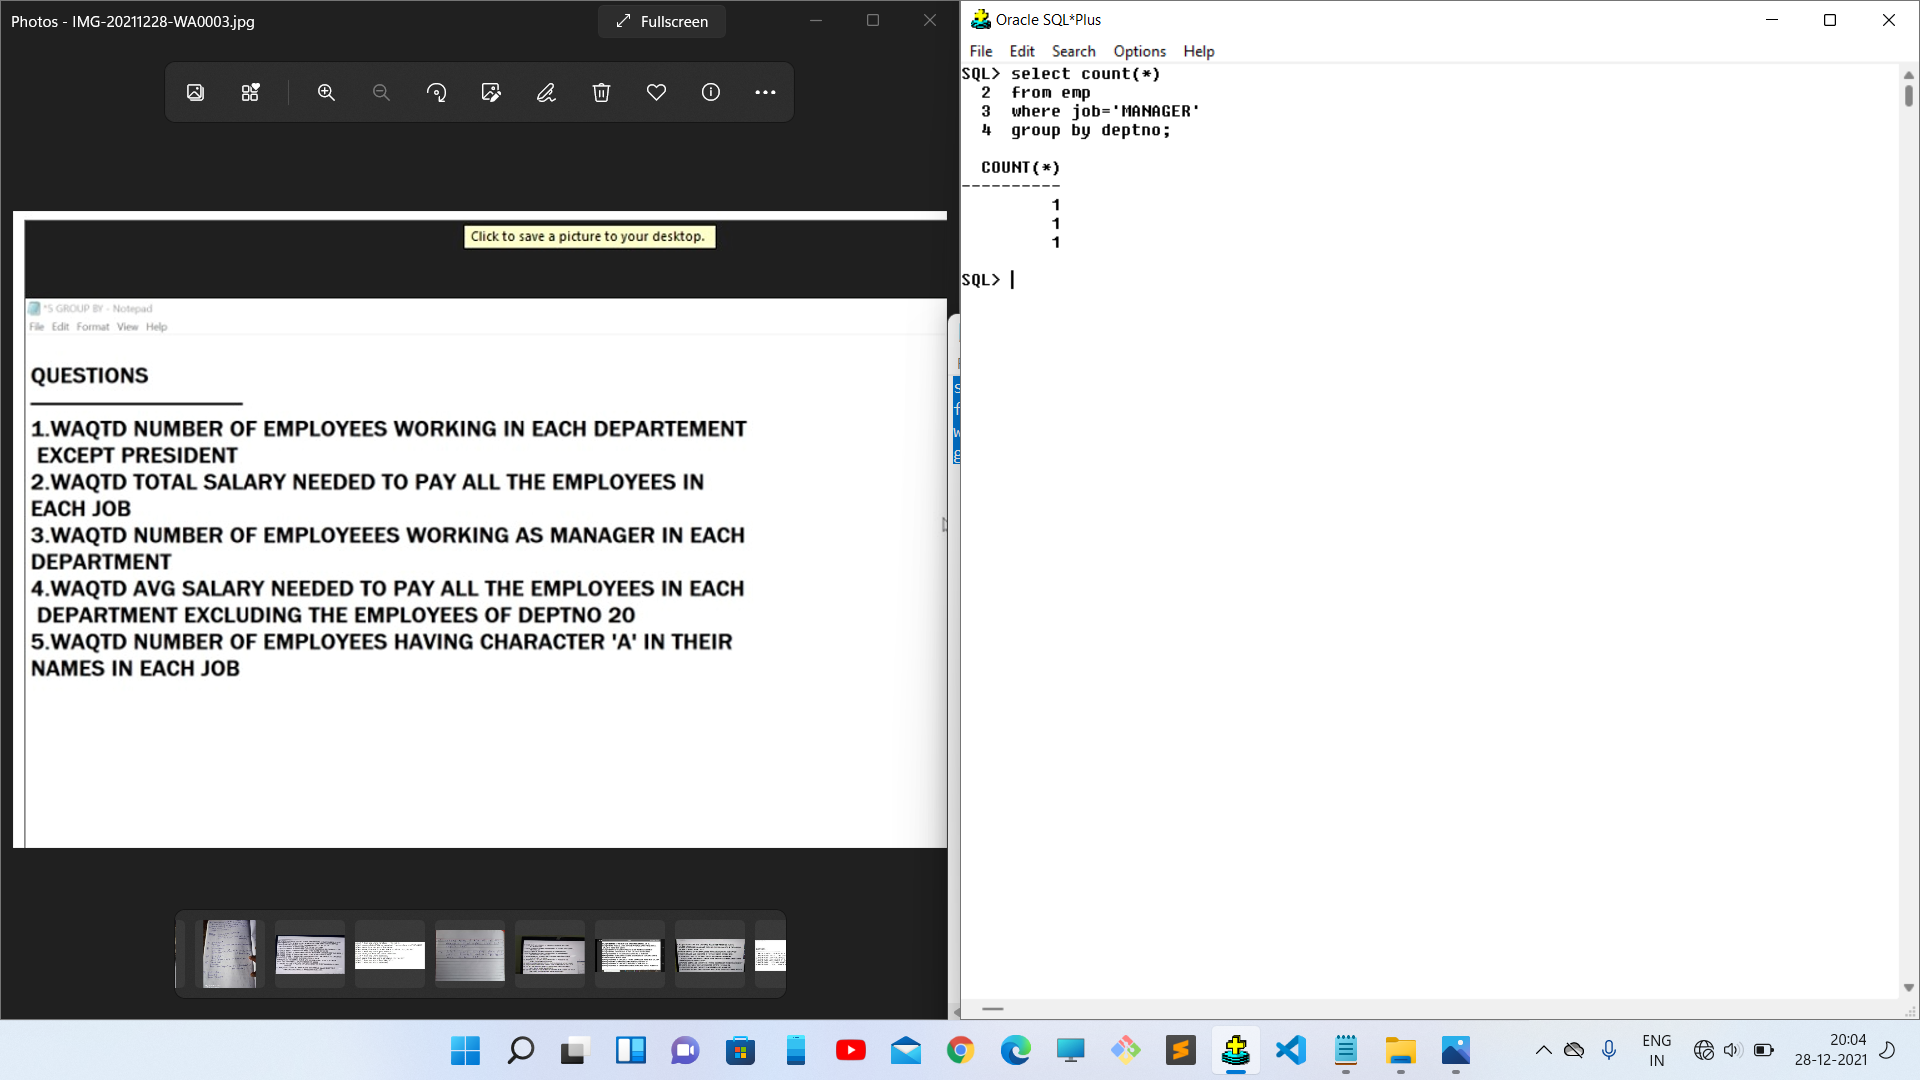 Photos - IMG-20211228-WA0003.jpg
Fullscreen
Click to save a picture to your desktop.
*S GROUP BY - Notepad
File Edit Format View Help
QUESTIONS
1.WAQTD NUMBER OF EMPLOYEES WORKING IN EACH DEPARTEMENT
EXCEPT PRESIDENT
2.WAQTD TOTAL SALARY NEEDED TO PAY ALL THE EMPLOYEES IN
EACH JOB
3.WAQTD NUMBER OF EMPLOYEEES WORKING AS MANAGER IN EACH
DEPARTMENT
4.WAQTD AVG SALARY NEEDED TO PAY ALL THE EMPLOYEES IN EACH
DEPARTMENT EXCLUDING THE EMPLOYEES OF DEPTNO 20
5.WAQTD NUMBER OF EMPLOYEES HAVING CHARACTER 'A' IN THEIR
NAMES IN EACH JOB
Oracle SQL*Plus
File Edit Search Options Help
SQL> select count(*)
2 from emp
3 where job='MANAGER'
4 group by deptno;
COUNT(*)
----------
1
1
1
SQL>
ENG
IN
20:04
28-12-2021